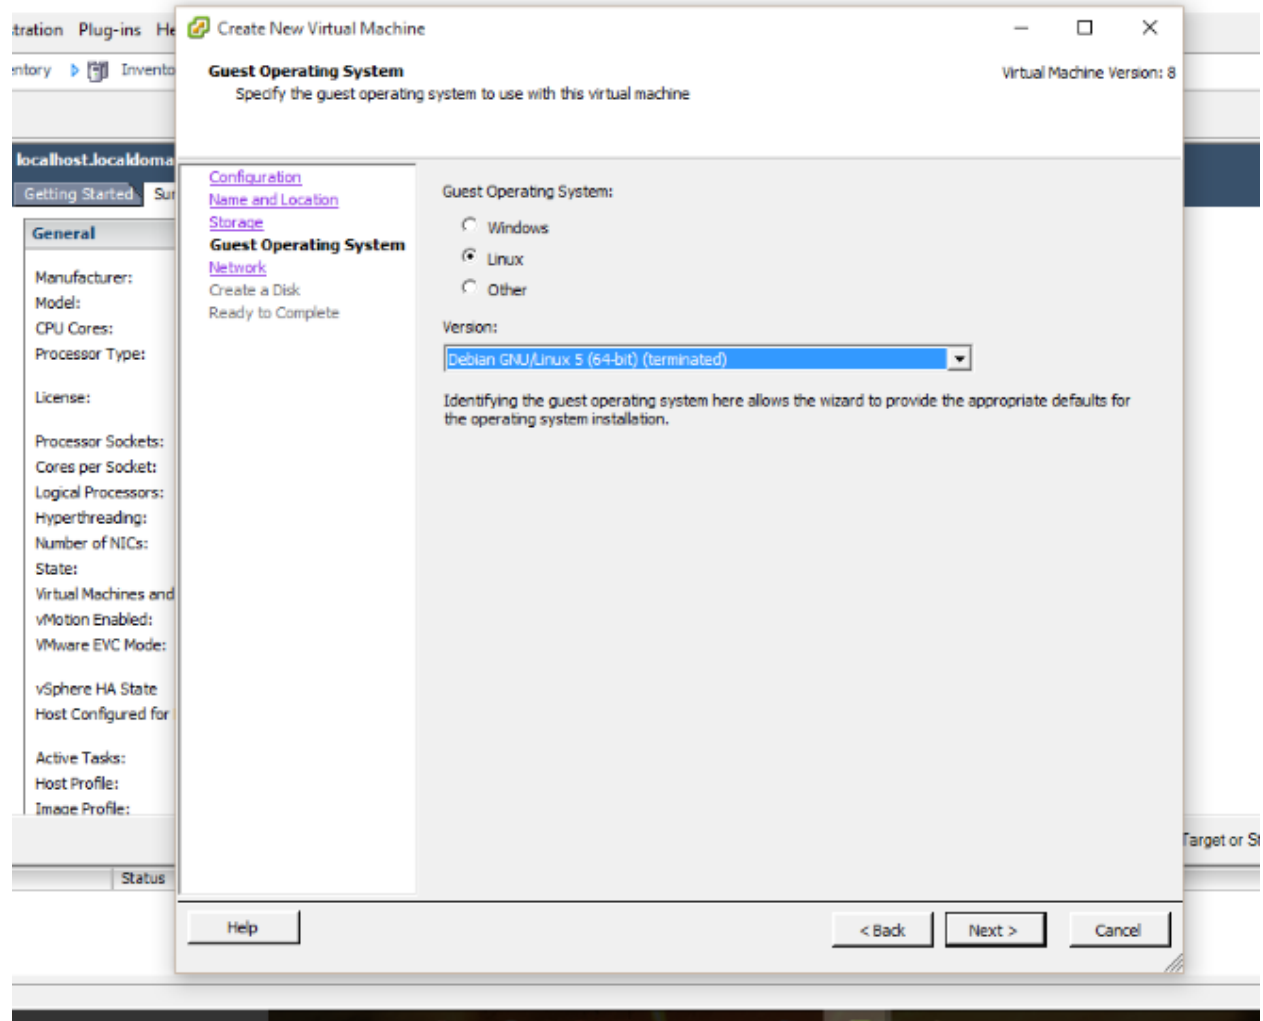 stration Plug-ins He
Create New Virtual Machine
entory Invento
Guest Operating System
Virtual Machine Version: 8
Specify the guest operating system to use with this virtual machine
localhost.localdoma
Getting Started Sur
General
Manufacturer:
Model:
CPU Cores:
Processor Type:
License:
Processor Sockets:
Cores per Socket:
Logical Processors:
Hyperthreading:
Number of NICs:
State:
Virtual Machines and
vMotion Enabled:
VMware EVC Mode:
vSphere HA State
Host Configured for
Active Tasks:
Host Profile:
Image Profile:
Status
Configuration
Name and Location
Storage
Guest Operating System
Network
Create a Disk
Ready to Complete
Guest Operating System:
Windows
Linux
Other
Version:
Debian GNU/Linux 5 (64-bit) (terminated)
Identifying the guest operating system here allows the wizard to provide the appropriate defaults for
the operating system installation.
Target or St
Help
< Back
Next >
Cancel